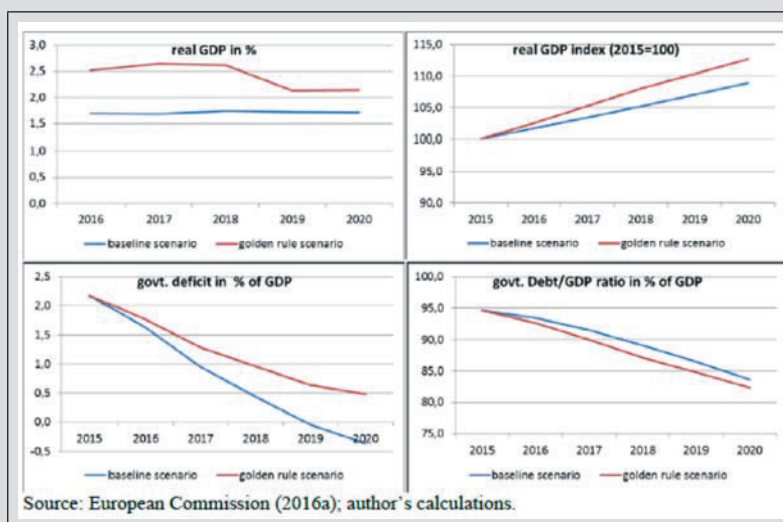 real GDP in %
3,0
2,5
2,0
1,5
1,0
0,5
0,0
2016 2017 2018 2019 2020
baseline scenario golden rule scenario
real GDP index (2015=100)
115,0
110,0
105,0
100,0
95,0
90,0
2015 2016 2017 2018 2019 2020
baseline scenario golden rule scenario
govt. deficit in % of GDP
2,5
2,0
1,5
1,0
0,5
0,0
-0,5
2015 2016 2017 2018 2019 2020
baseline scenario golden rule scenario
govt. Debt/GDP ratio in % of GDP
100,0
95,0
90,0
85,0
80,0
75,0
2015 2016 2017 2018 2019 2020
baseline scenario golden rule scenario
Source: European Commission (2016a); author's calculations.